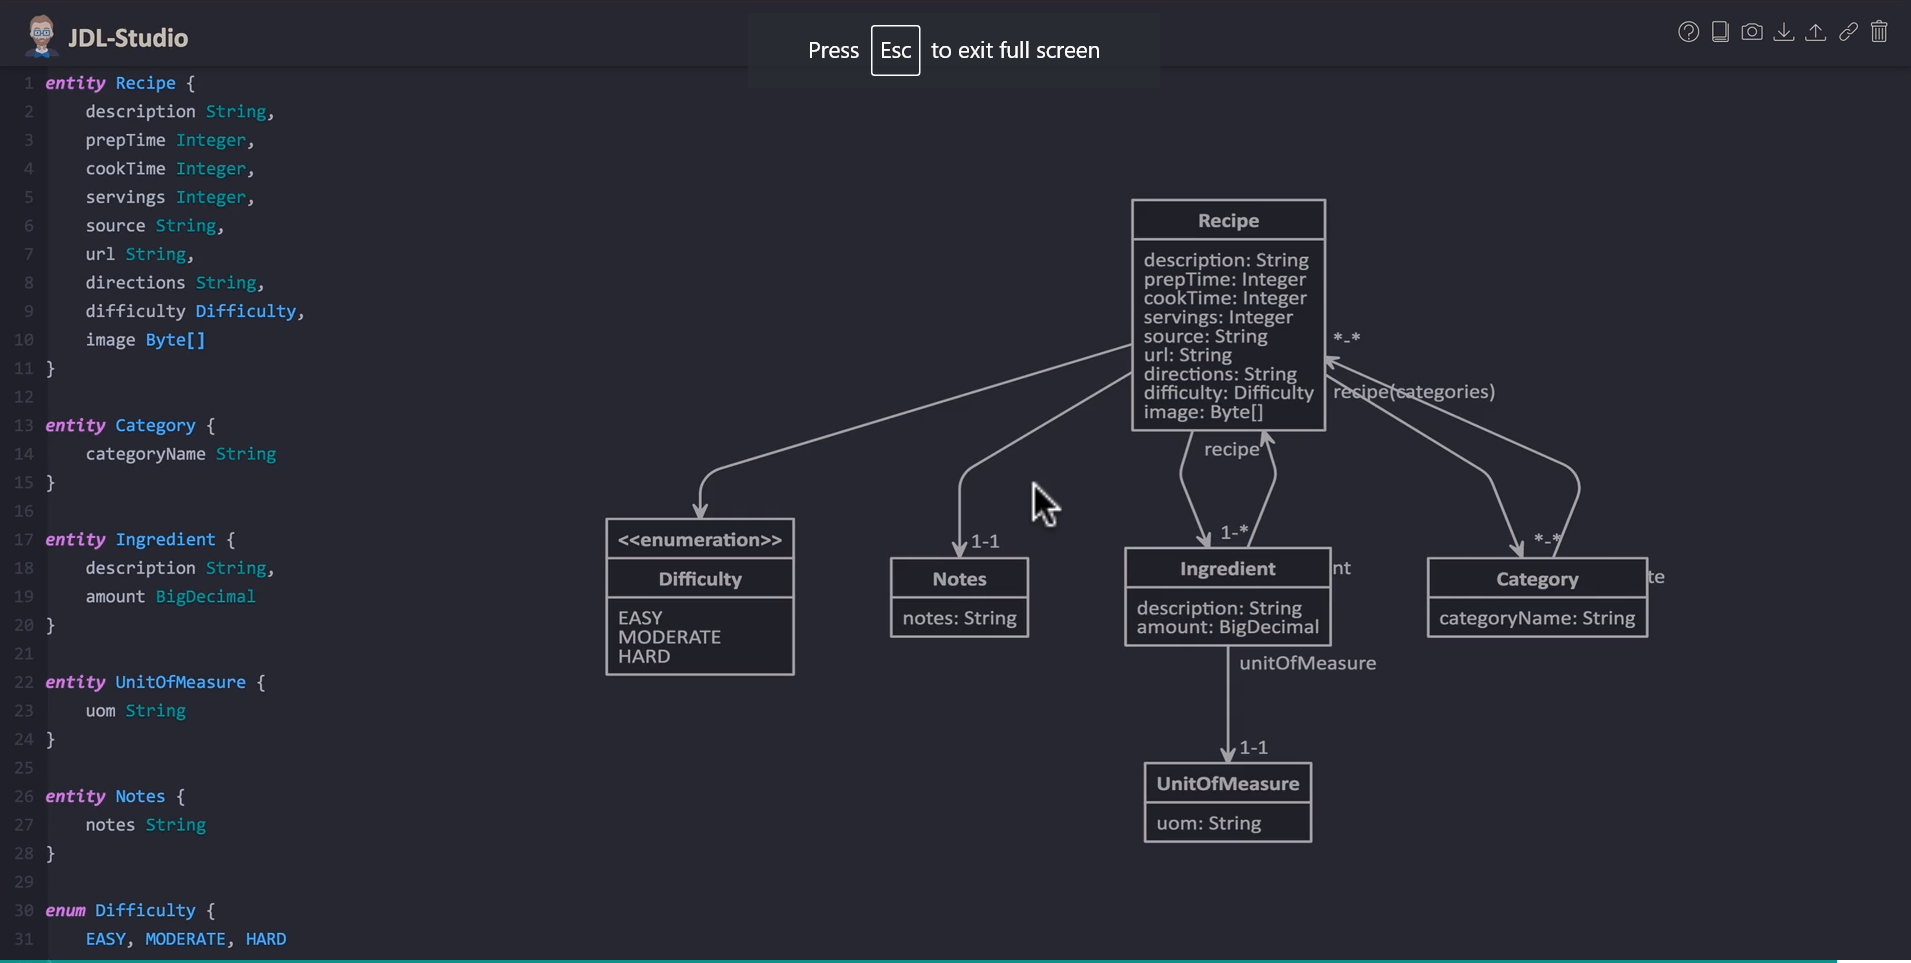 JDL-Studio
Press Esc to exit full screen
1 entity Recipe {
2 description String,
3 prepTime Integer,
4 cookTime Integer,
5 servings Integer,
6 source String,
7 url String,
8 directions String,
9 difficulty Difficulty,
10 image Byte[]
11 }
12
13 entity Category {
14 categoryName String
15 }
16
17 entity Ingredient {
18 description String,
19 amount BigDecimal
20 }
21
22 entity UnitOfMeasure {
23 uom String
24 }
25
26 entity Notes {
27 notes String
28 }
29
30 enum Difficulty {
31 EASY, MODERATE, HARD
Recipe
description: String
prepTime: Integer
cookTime: Integer
servings: Integer
source: String
url: String
directions: String
difficulty: Difficulty
image: Byte[]
*-*
recipe(categories)
recipe
<<enumeration>>
Difficulty
EASY
MODERATE
HARD
1-1
Notes
notes: String
1-*
Ingredient
nt
description: String
amount: BigDecimal
*-*
Category
te
categoryName: String
unitOfMeasure
1-1
UnitOfMeasure
uom: String